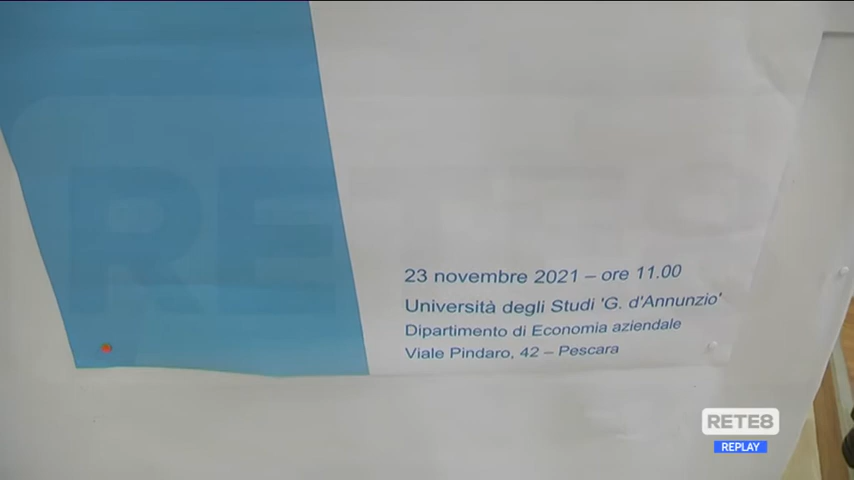 23 novembre 2021 – ore 11.00
Università degli Studi 'G. d'Annunzio'
Dipartimento di Economia aziendale
Viale Pindaro, 42 – Pescara
RETE8
REPLAY